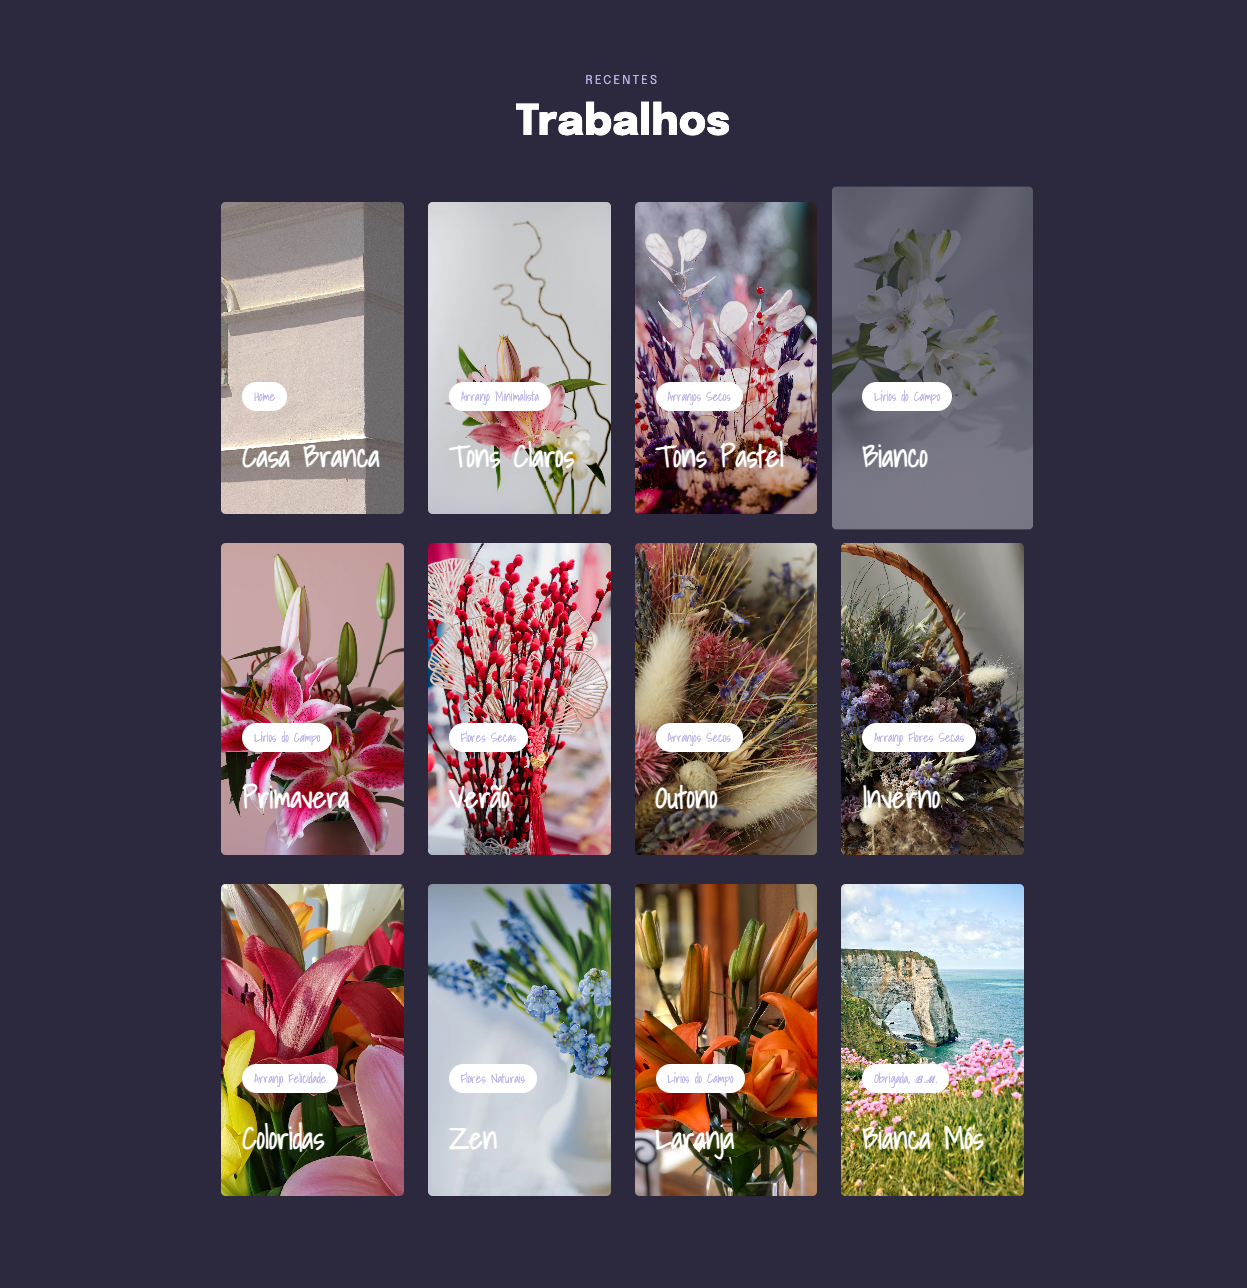 RECENTES
Trabalhos
Home
Casa Branca
Arranjo Minimalista
Tons Claros
Arranjos Secos
Tons Pastel
Lírios do Campo
Bianco
Lírios do Campo
Primavera
Flores Secas
Verão
Arranjos Secos
Outono
Arranjo Flores Secas
Inverno
Arranjo Felicidade
Coloridas
Flores Naturais
Zen
Lírios do Campo
Laranja
Obrigada, B.M.
Bianca Mós